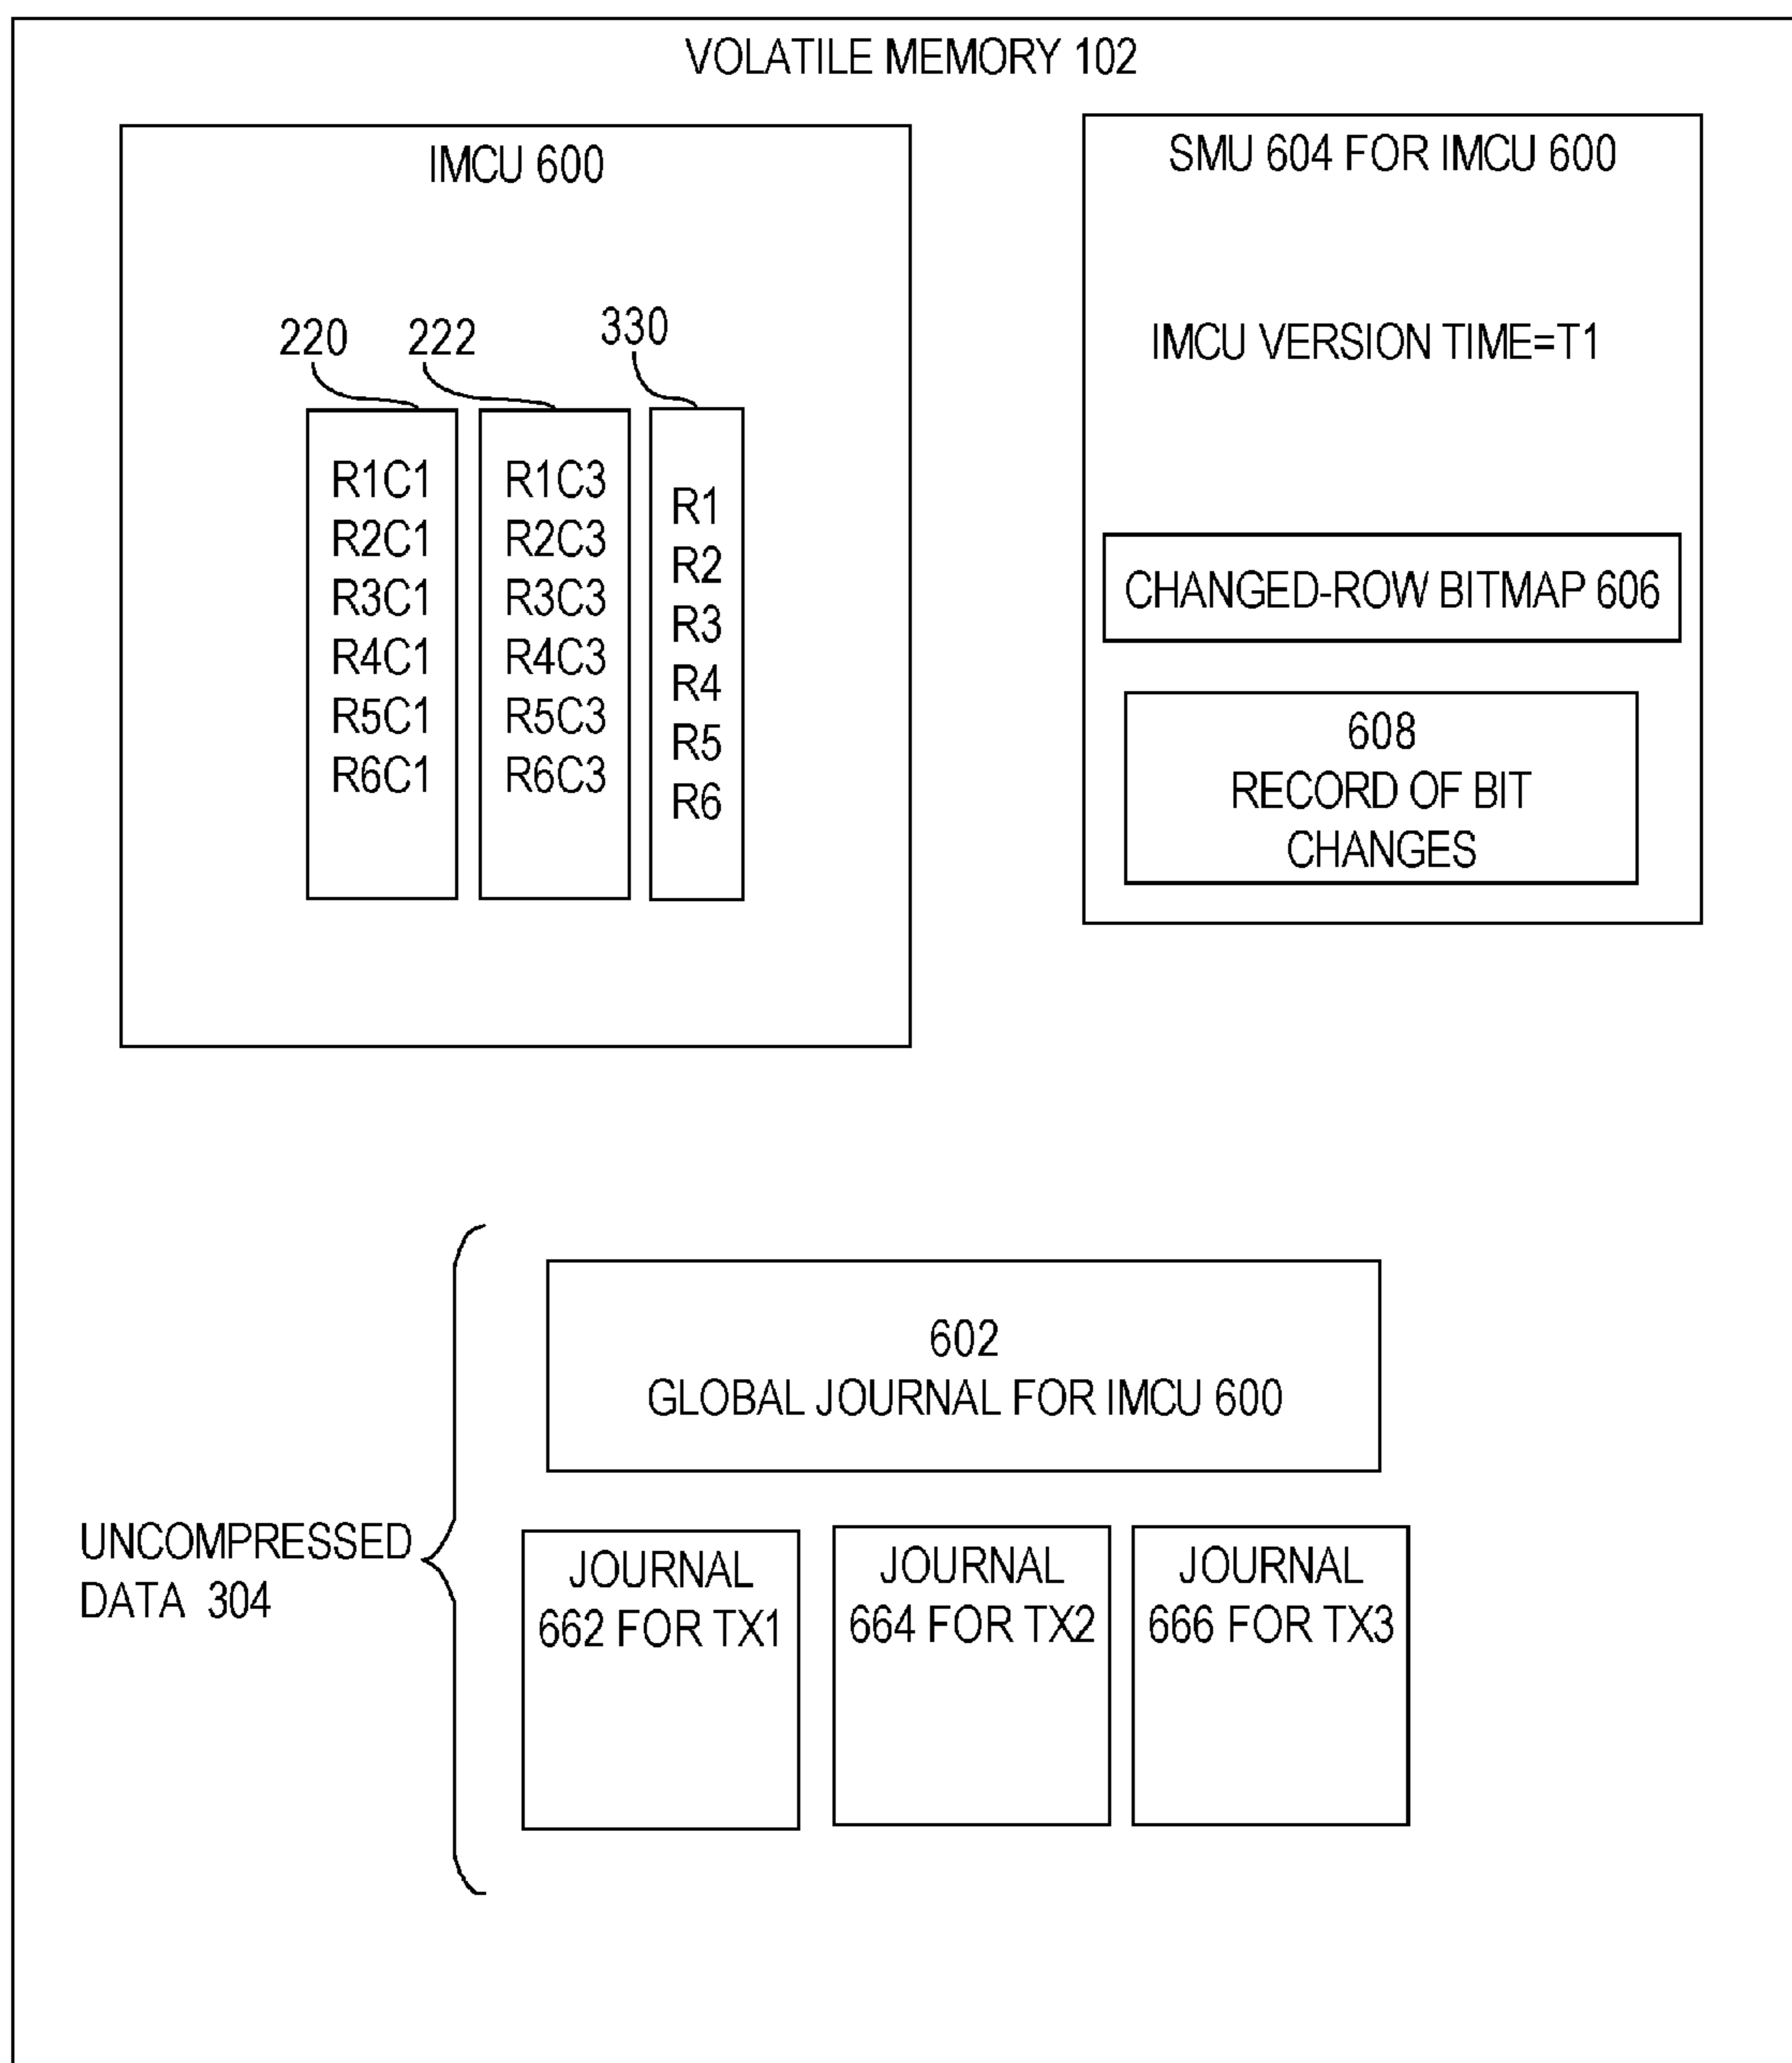 VOLATILE MEMORY 102
IMCU 600
220
222
330
R1C1
R2C1
R3C1
R4C1
R5C1
R6C1
R1C3
R2C3
R3C3
R4C3
R5C3
R6C3
R1
R2
R3
R4
R5
R6
SMU 604 FOR IMCU 600
IMCU VERSION TIME=T1
CHANGED-ROW BITMAP 606
608
RECORD OF BIT
CHANGES
UNCOMPRESSED
DATA 304
602
GLOBAL JOURNAL FOR IMCU 600
JOURNAL
662 FOR TX1
JOURNAL
664 FOR TX2
JOURNAL
666 FOR TX3